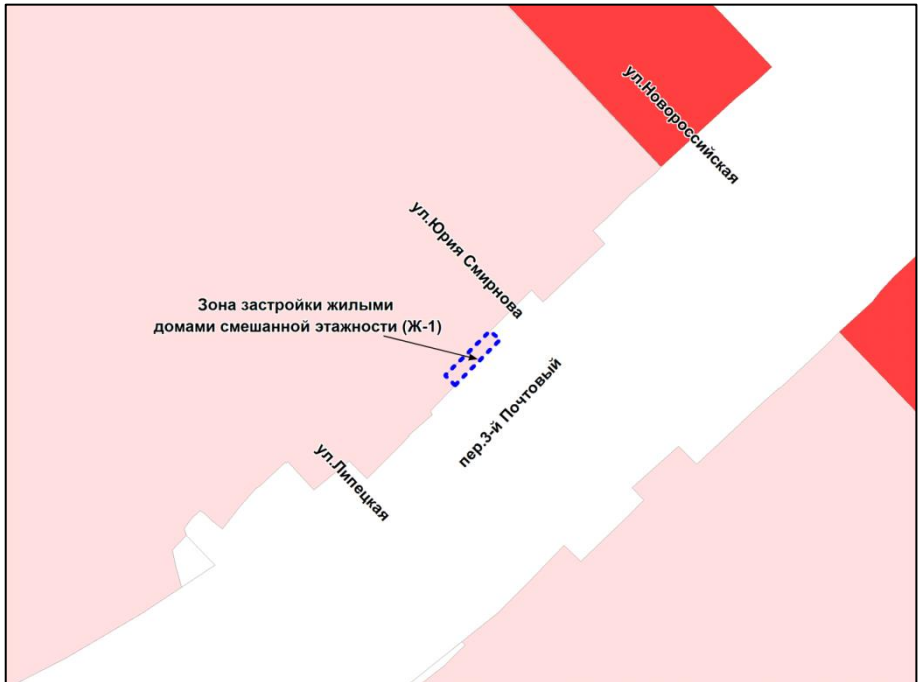 ул.Новороссийская
ул.Юрия Смирнова
Зона застройки жилыми
домами смешанной этажности (Ж-1)
пер.3-й Почтовый
ул.Липецкая